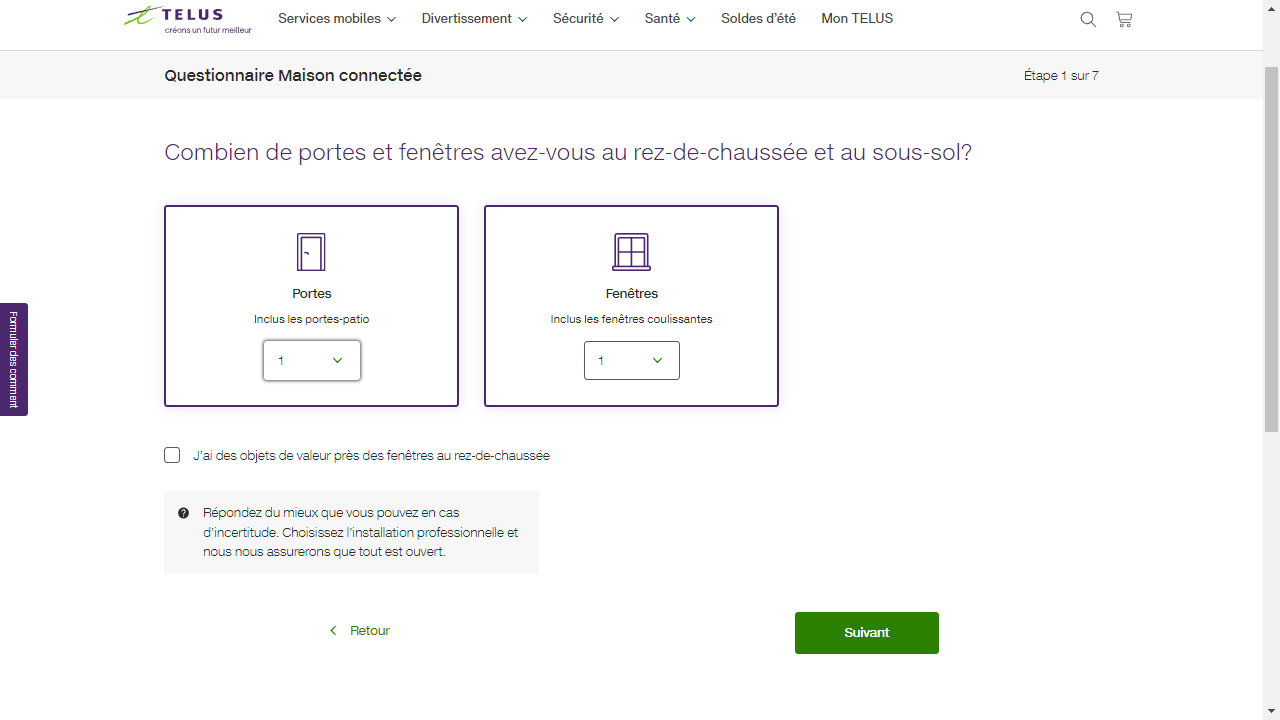 TELUS
créons un futur meilleur
Services mobiles
Divertissement
Sécurité
Santé
Soldes d'été
Mon TELUS
Questionnaire Maison connectée
Étape 1 sur 7
Combien de portes et fenêtres avez-vous au rez-de-chaussée et au sous-sol?
Portes
Inclus les portes-patio
1
Fenêtres
Inclus les fenêtres coulissantes
1
Formuler des comment
J'ai des objets de valeur près des fenêtres au rez-de-chaussée
Répondez du mieux que vous pouvez en cas
d'incertitude. Choisissez l'installation professionnelle et
nous nous assurerons que tout est ouvert.
Retour
Suivant